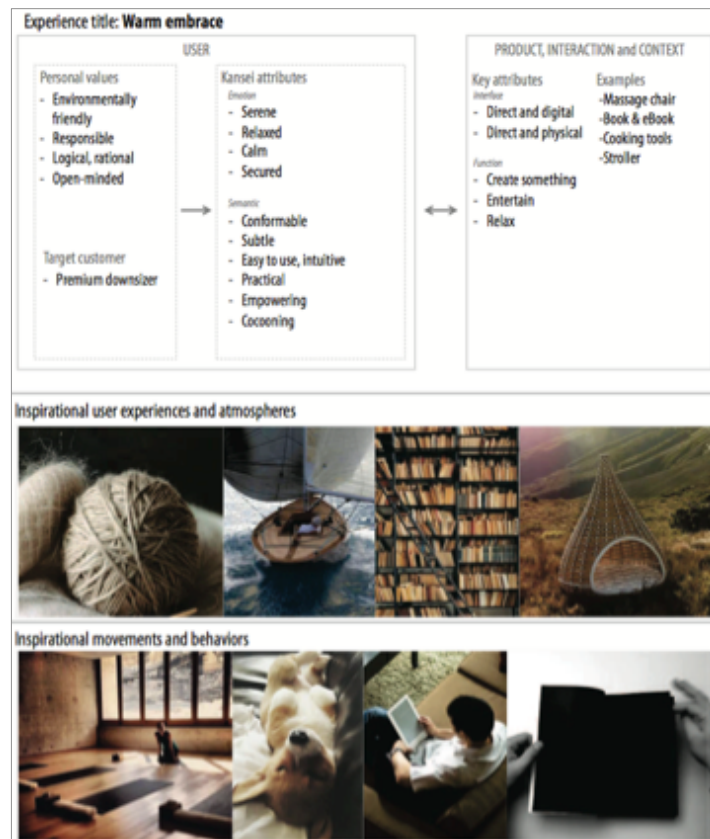 Experience title: Warm embrace
USER
Personal values
- Environmentally
friendly
- Responsible
- Logical, rational
- Open-minded
Target customer
- Premium downsizer
Kansei attributes
Emotion
- Serene
- Relaxed
- Calm
- Secured
Semantic
- Conformable
- Subtle
- Easy to use, intuitive
- Practical
- Empowering
- Cocooning
PRODUCT, INTERACTION and CONTEXT
Key attributes
Interface
- Direct and digital
- Direct and physical
Function
- Create something
- Entertain
- Relax
Examples
-Massage chair
-Book & eBook
-Cooking tools
-Stroller
Inspirational user experiences and atmospheres
Inspirational movements and behaviors